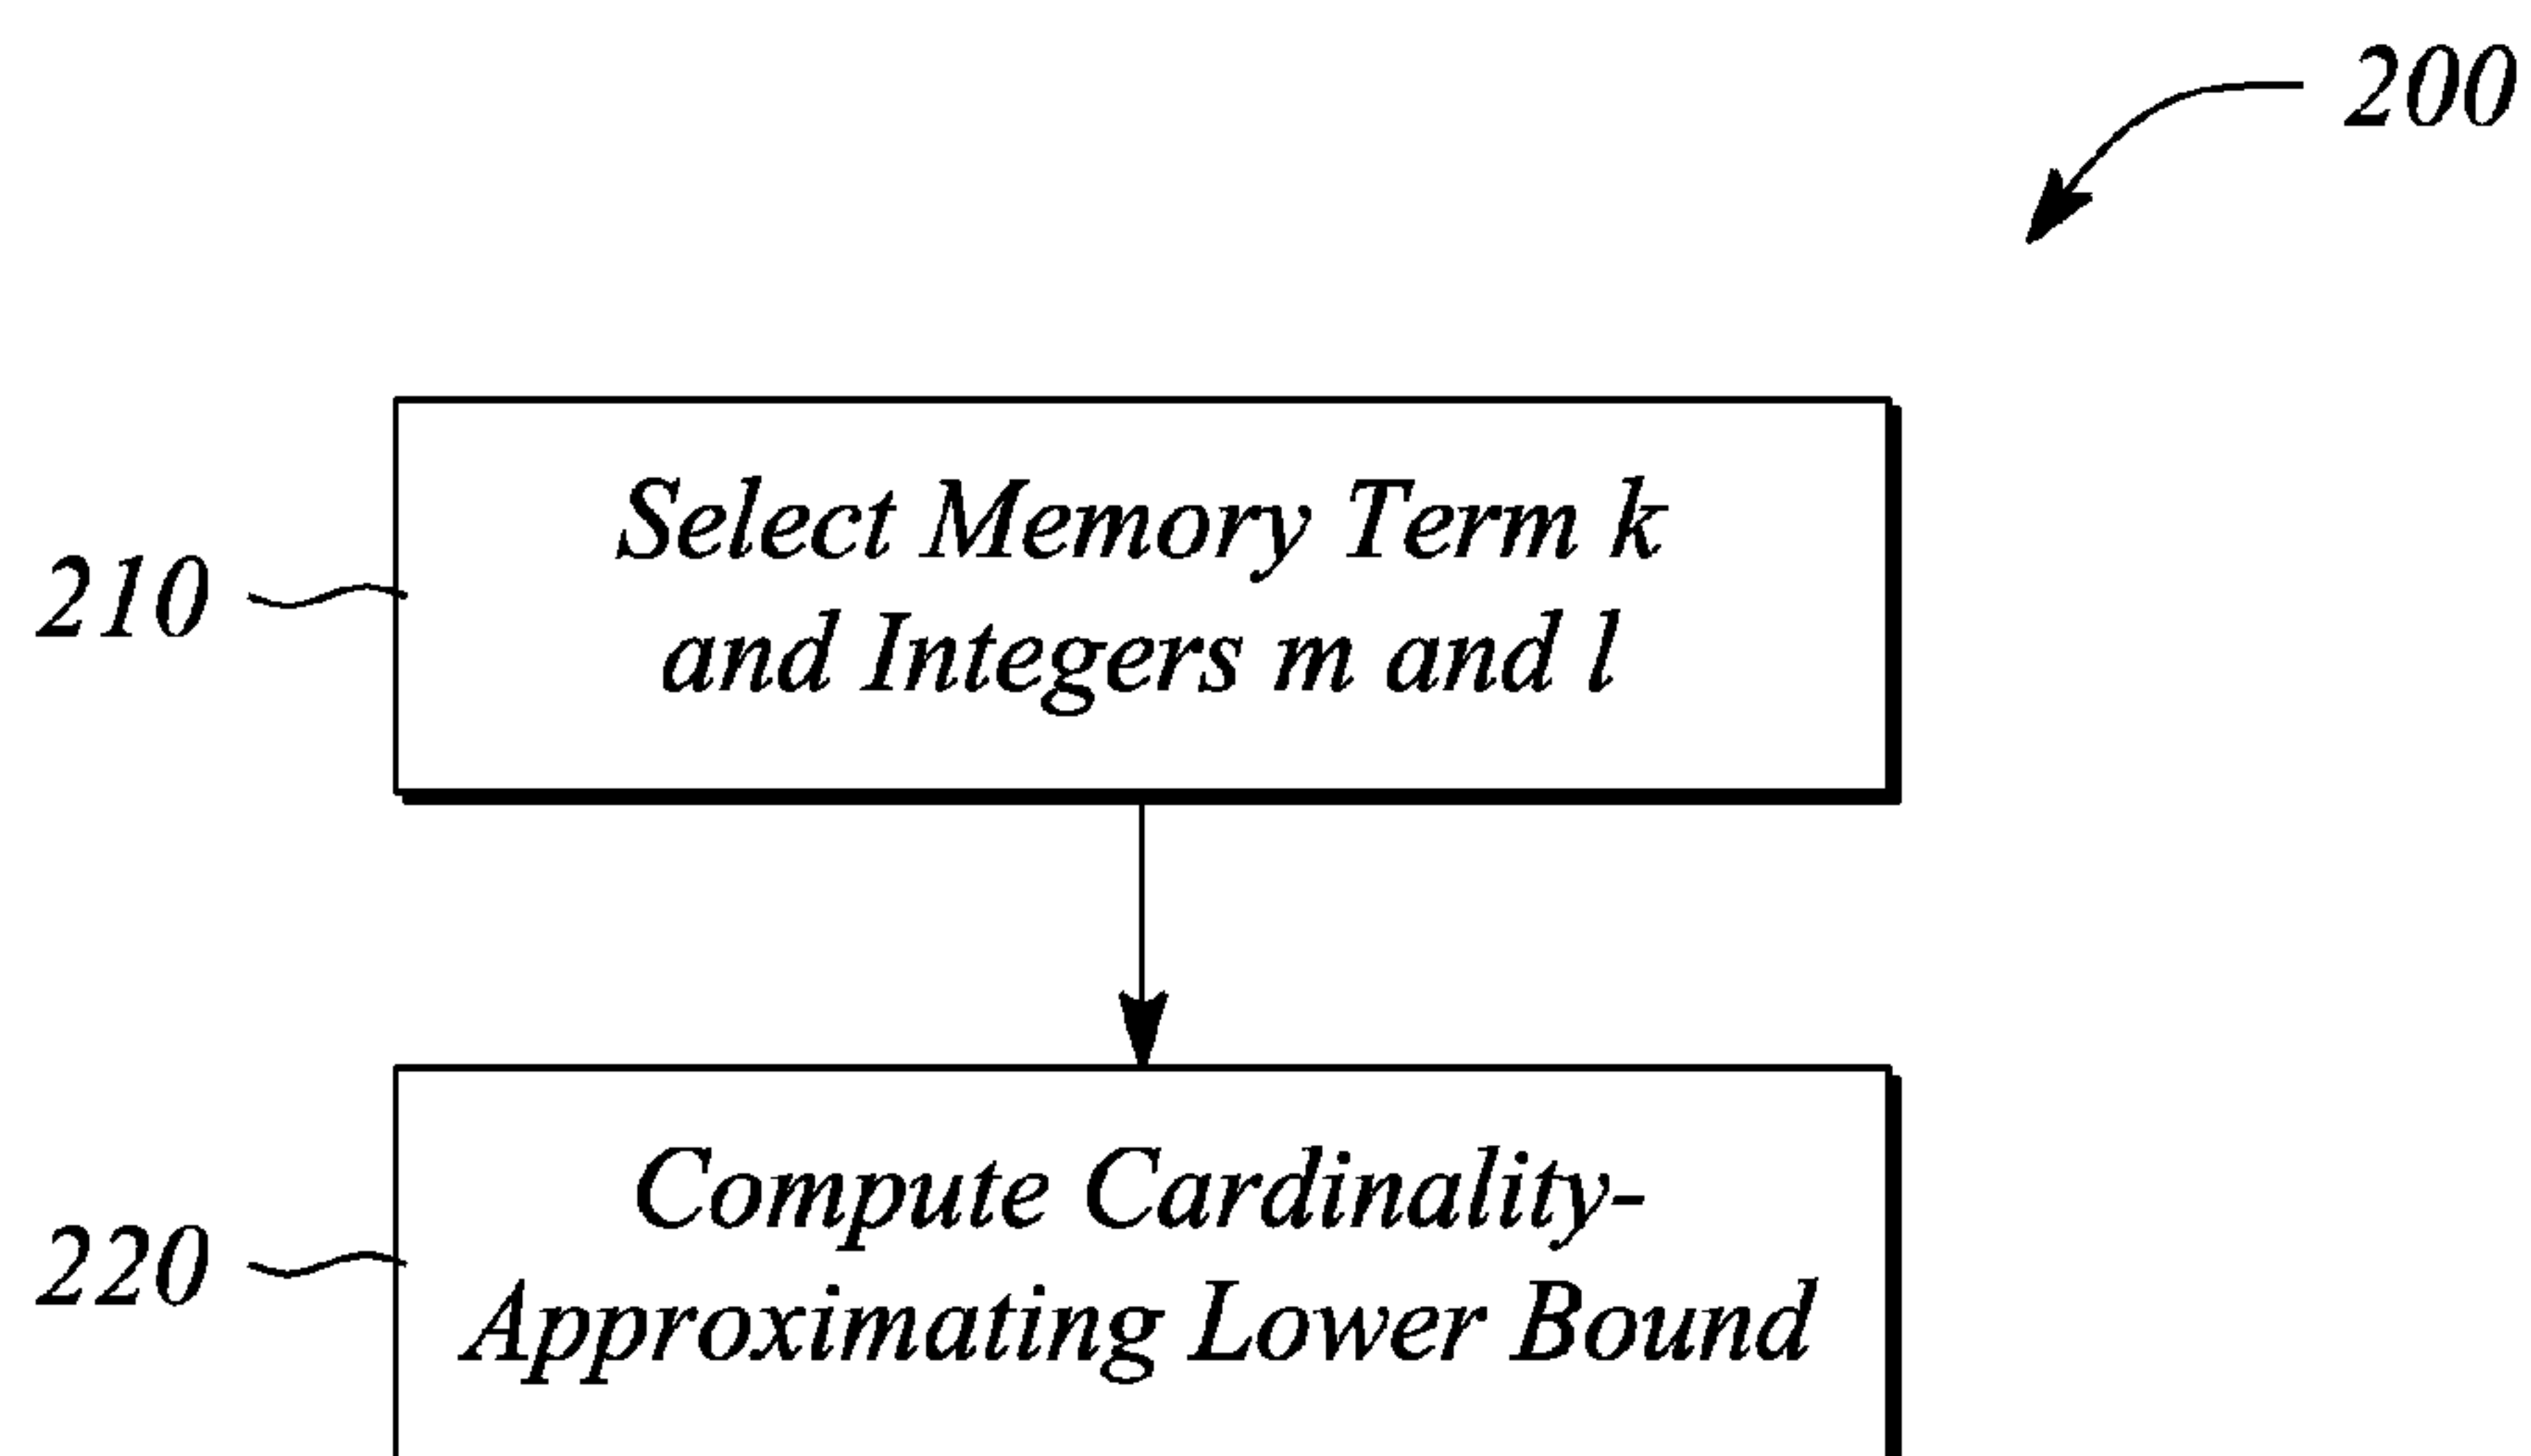 200
210
Select Memory Term k
and Integers m and l
220
Compute Cardinality-
Approximating Lower Bound